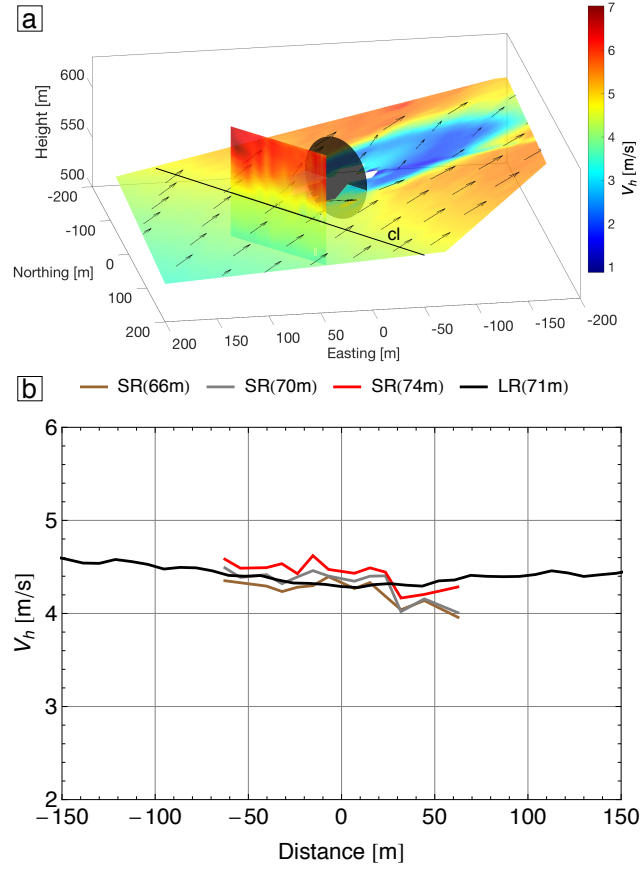 a
7
6
5
4
3
2
1
V_h [m/s]
Height [m]
600
550
500
-200
-100
0
100
200
Northing [m]
cl
200
150
100
50
0
-50
-100
-150
-200
Easting [m]
b
SR(66m) SR(70m) SR(74m) LR(71m)
6
5
4
3
2
V_h [m/s]
−150 −100 −50 0 50 100 150
Distance [m]